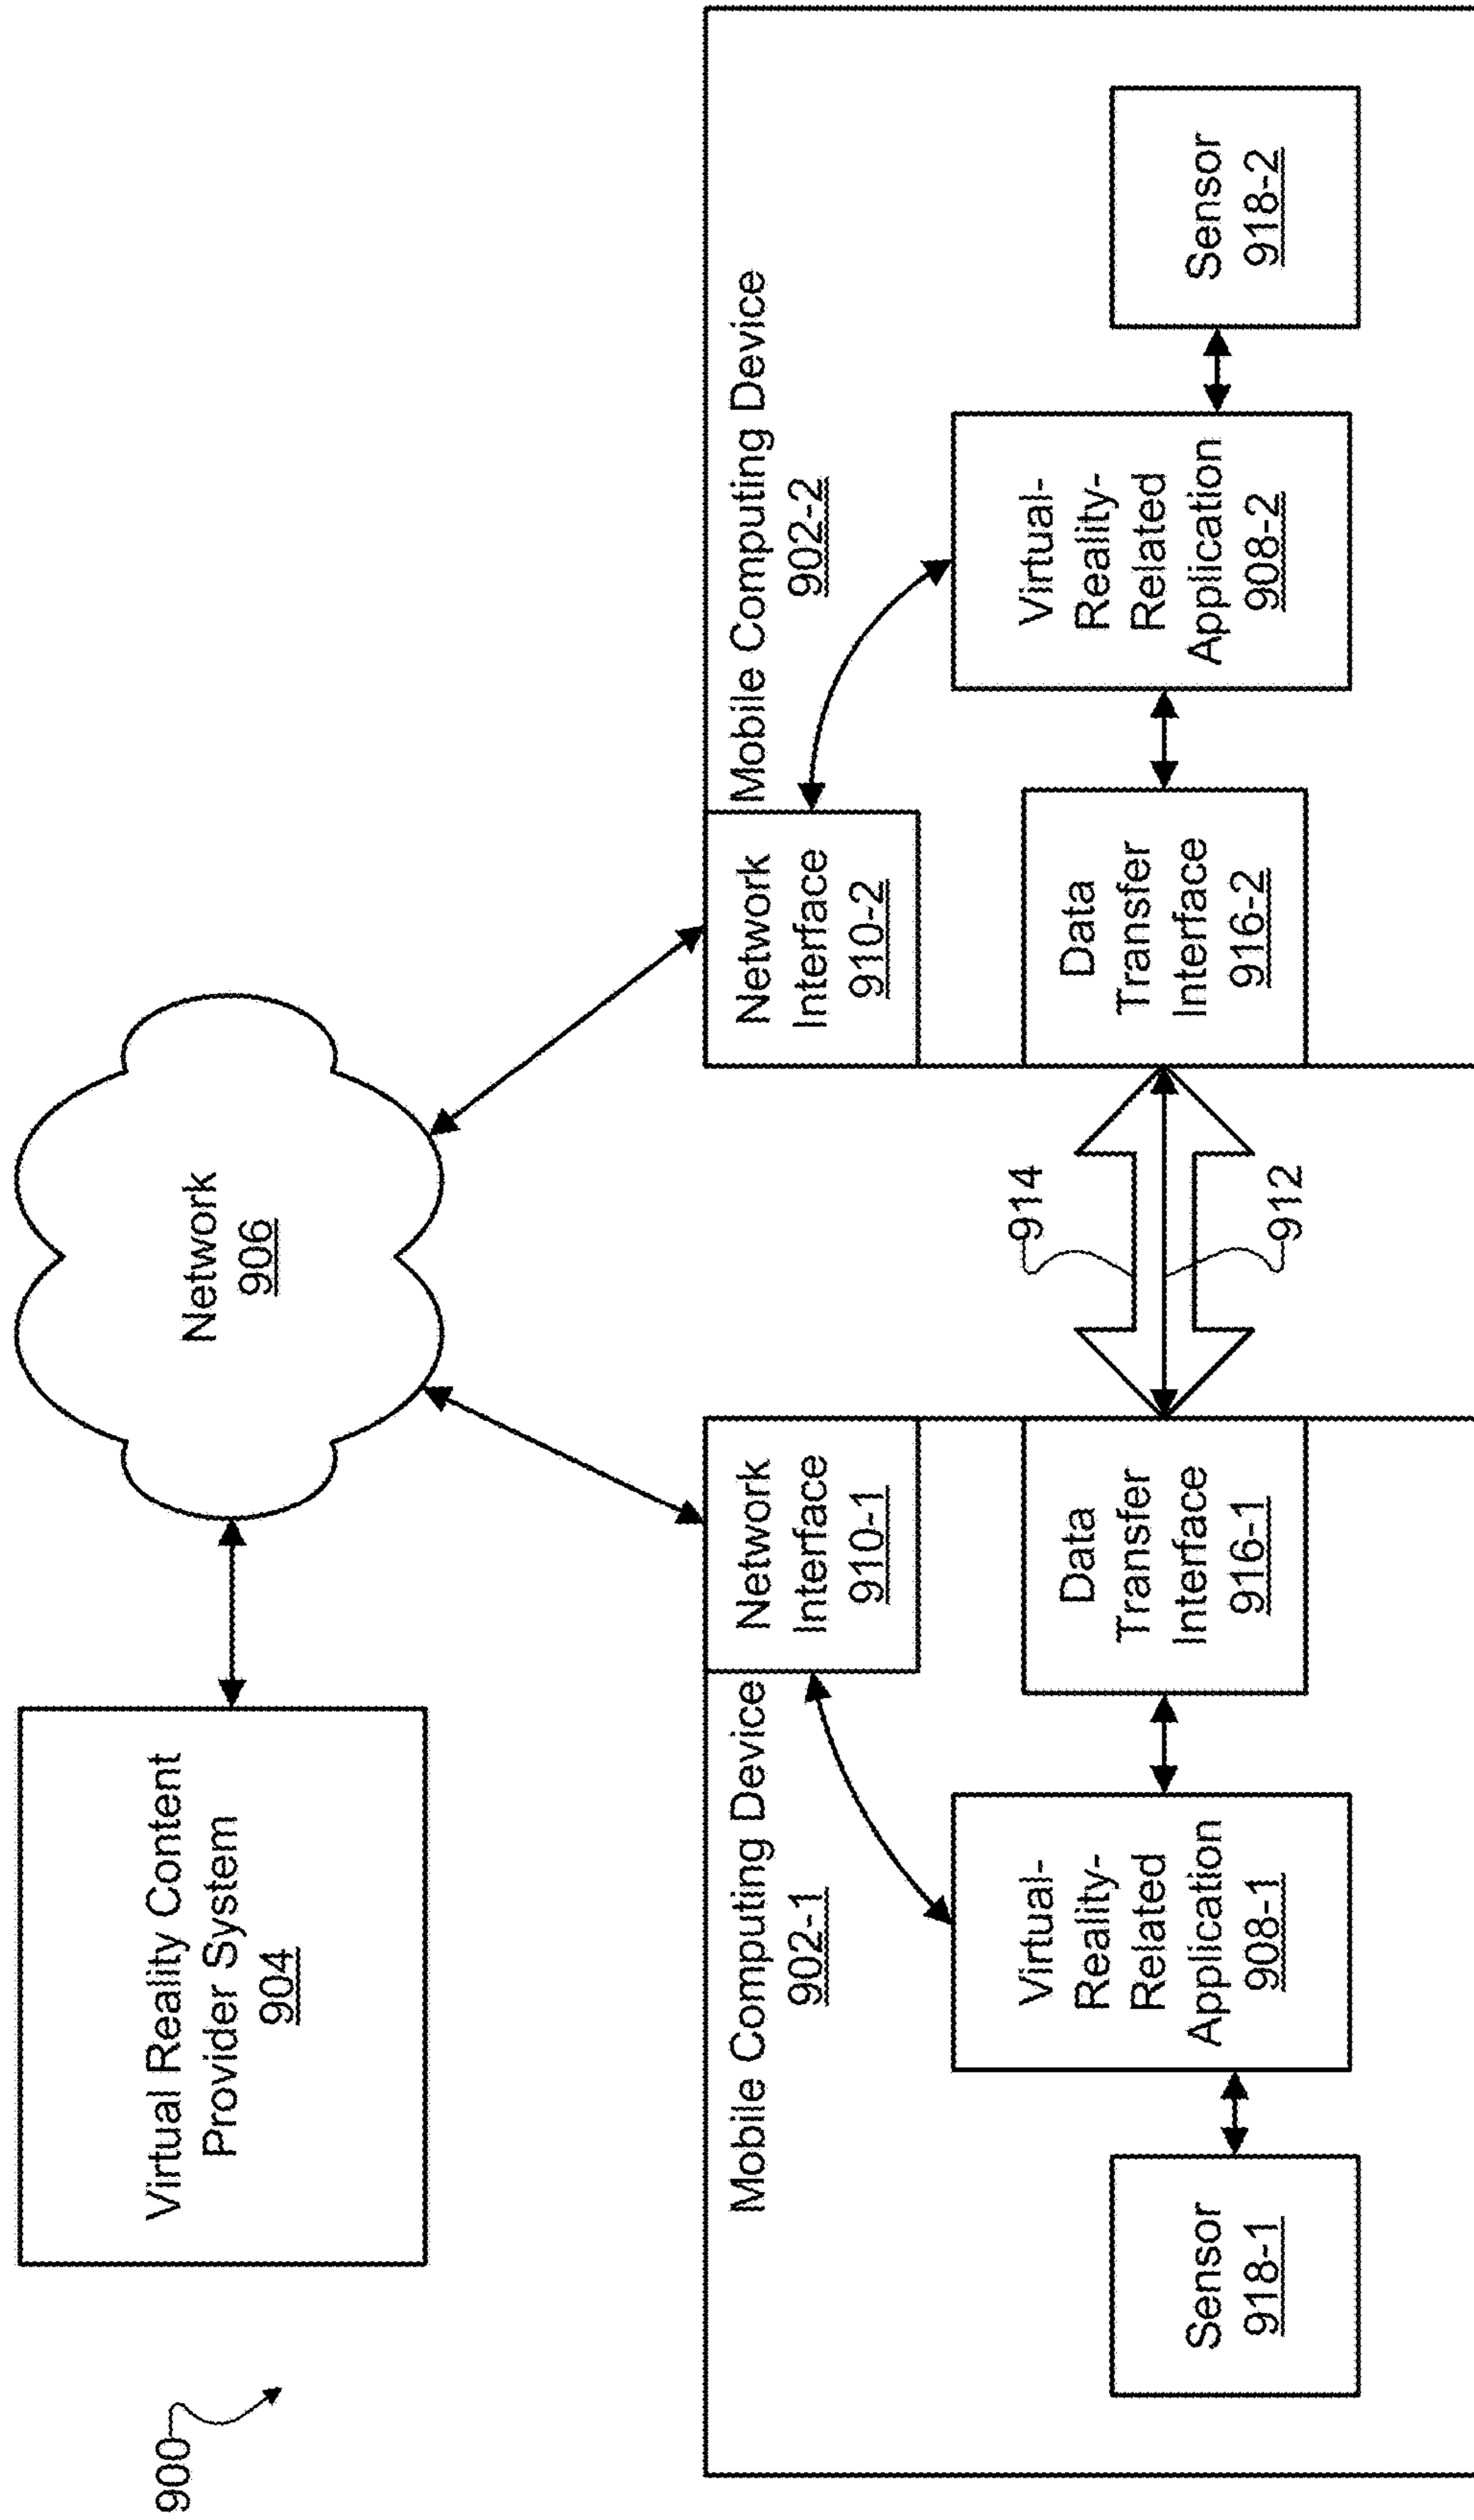 900
Virtual Reality Content
Provider System
904
Network
906
Mobile Computing Device
902-1
Network
Interface
910-1
Sensor
918-1
Virtual-
Reality-
Related
Application
908-1
Data
Transfer
Interface
916-1
914
912
Network
Interface
910-2
Mobile Computing Device
902-2
Data
Transfer
Interface
916-2
Virtual-
Reality-
Related
Application
908-2
Sensor
918-2